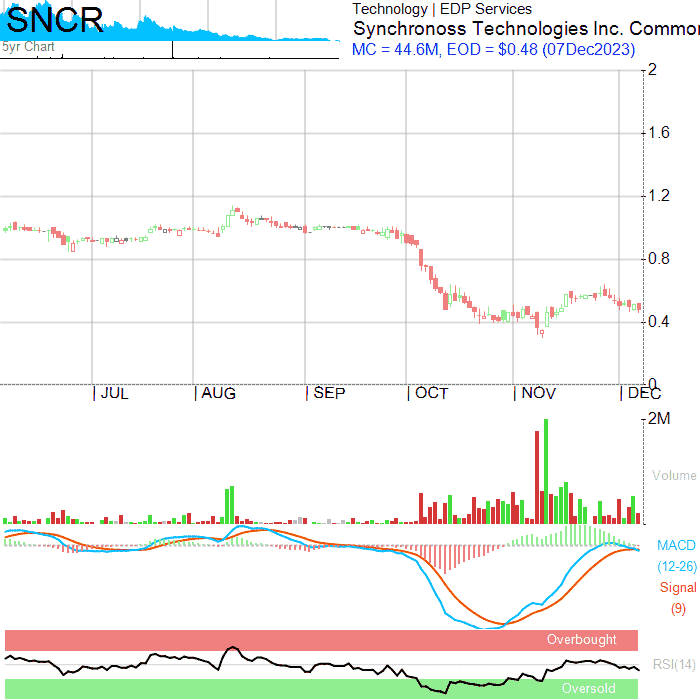 SNCR
5yr Chart
Technology | EDP Services
Synchronoss Technologies Inc. Commo
MC = 44.6M, EOD = $0.48 (07Dec2023)
2
1.6
1.2
0.8
0.4
0
JUL AUG SEP OCT NOV DEC
2M
Volume
MACD
(12-26)
Signal
(9)
Overbought
RSI(14)
Oversold